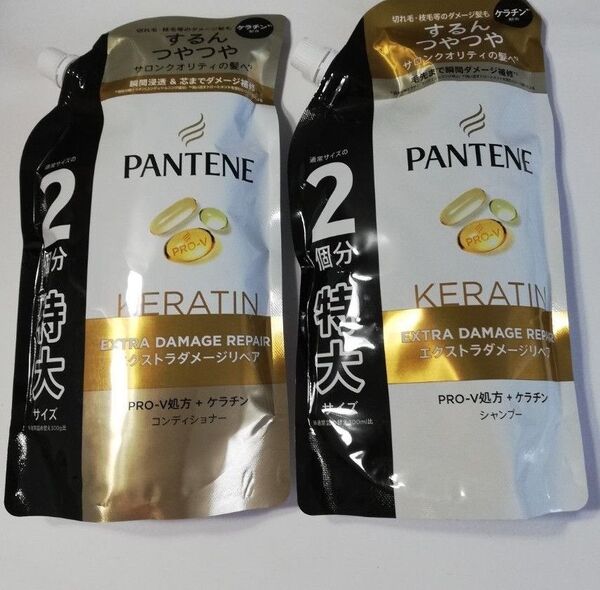 切れ毛・枝毛等のダメージ髪も
ケラチン
配合
するん
つやつや
サロンクオリティの髪へ
瞬間浸透 & 芯までダメージ補修
PANTENE
通常サイズの
2
個分
特大
サイズ
PRO-V
KERATIN
EXTRA DAMAGE REPAIR
エクストラダメージリペア
PRO-V処方 + ケラチン
コンディショナー
切れ毛・枝毛等のダメージ髪も
ケラチン
配合
するん
つやつや
サロンクオリティの髪へ
毛先まで瞬間ダメージ補修
PANTENE
通常サイズの
2
個分
特大
サイズ
PRO-V
KERATIN
EXTRA DAMAGE REPAIR
エクストラダメージリペア
PRO-V処方 + ケラチン
シャンプー